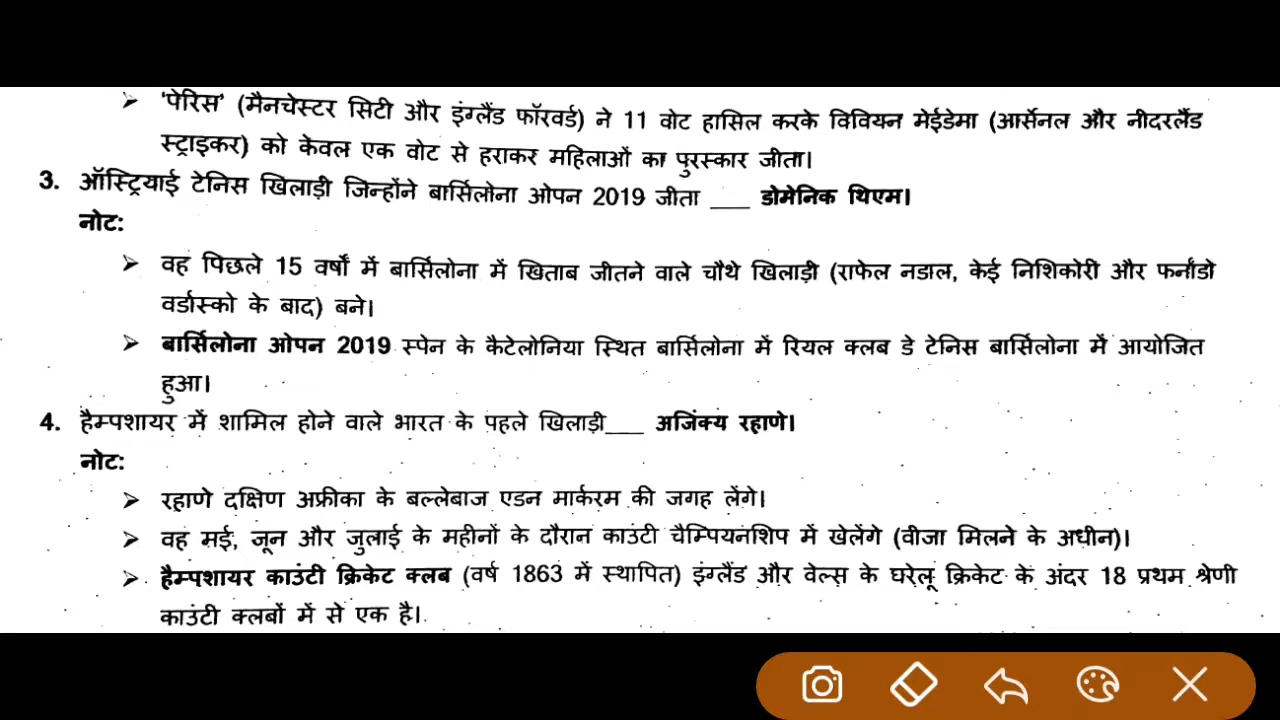 ➢ 'पेरिस' (मैनचेस्टर सिटी और इंग्लैंड फॉरवर्ड) ने 11 वोट हासिल करके विवियन मेईडेमा (आर्सेनल और नीदरलैंड
स्ट्राइकर) को केवल एक वोट से हराकर महिलाओं का पुरस्कार जीता।
3. ऑस्ट्रियाई टेनिस खिलाड़ी जिन्होंने बार्सिलोना ओपन 2019 जीता ___ डोमेनिक थिएम।
नोट:
➢ वह पिछले 15 वर्षों में बार्सिलोना में खिताब जीतने वाले चौथे खिलाड़ी (राफेल नडाल, केई निशिकोरी और फर्नांडो
वर्डास्को के बाद) बने।
➢ बार्सिलोना ओपन 2019 स्पेन के कैटेलोनिया स्थित बार्सिलोना में रियल क्लब डे टेनिस बार्सिलोना में आयोजित
हुआ।
4. हैम्पशायर में शामिल होने वाले भारत के पहले खिलाड़ी___ अजिंक्य रहाणे।
नोट:
➢ रहाणे दक्षिण अफ्रीका के बल्लेबाज एडन मार्करम की जगह लेंगे।
➢ वह मई, जून और जुलाई के महीनों के दौरान काउंटी चैम्पियनशिप में खेलेंगे (वीजा मिलने के अधीन)।
➢ हैम्पशायर काउंटी क्रिकेट क्लब (वर्ष 1863 में स्थापित) इंग्लैंड और वेल्स के घरेलू क्रिकेट के अंदर 18 प्रथम श्रेणी
काउंटी क्लबों में से एक है।